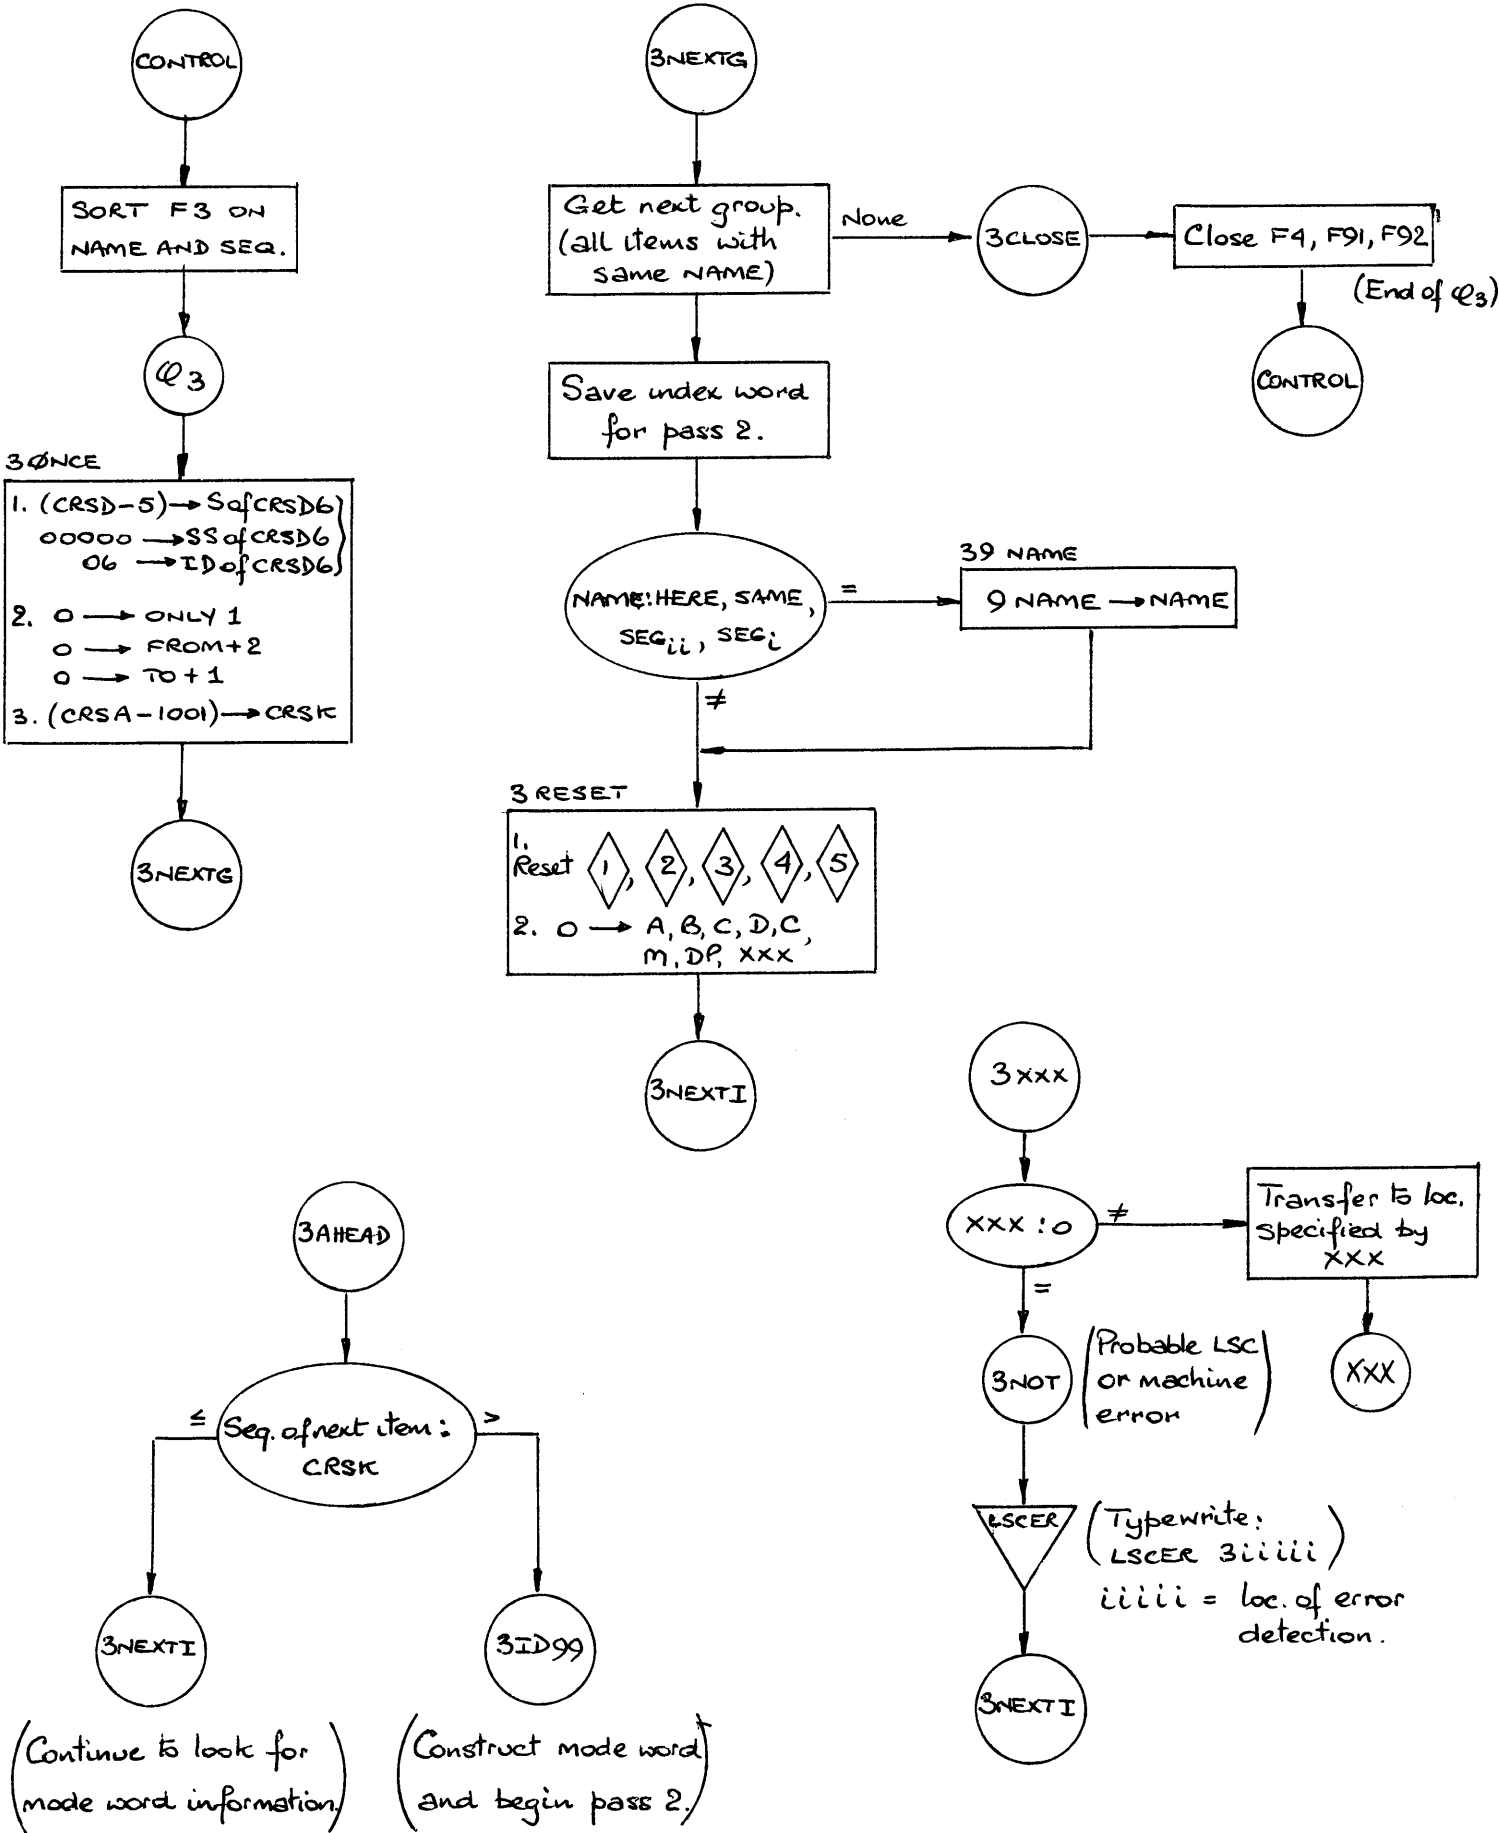 CONTROL
SORT F3 ON
NAME AND SEQ.
φ3
3ØNCE
1. (CRSD-5)→S of CRSD6
00000 →SS of CRSD6
06 →ID of CRSD6
2. 0 → ONLY 1
0 → FROM+2
0 → TO+1
3. (CRSA-1001)→CRSK
3NEXTG
3NEXTG
Get next group.
(all items with
same NAME)
None
3CLOSE
Close F4, F91, F92
(End of φ3)
CONTROL
Save index word
for pass 2.
NAME:HERE, SAME,
SEGii, SEGi
=
≠
39 NAME
9 NAME → NAME
3 RESET
1.
Reset 1, 2, 3, 4, 5
2. 0 → A, B, C, D, C,
M, DP, XXX
3NEXTI
3XXX
XXX : 0
≠
=
Transfer to loc.
specified by
XXX
XXX
3NOT
(Probable LSC
or machine
error)
LSCER
(Typewrite:
LSCER 3iiiii)
iiiii = loc. of error
detection.
3NEXTI
3AHEAD
Seq. of next item:
CRSK
≤
>
3NEXTI
3ID99
(Continue to look for
mode word information.)
(Construct mode word
and begin pass 2.)